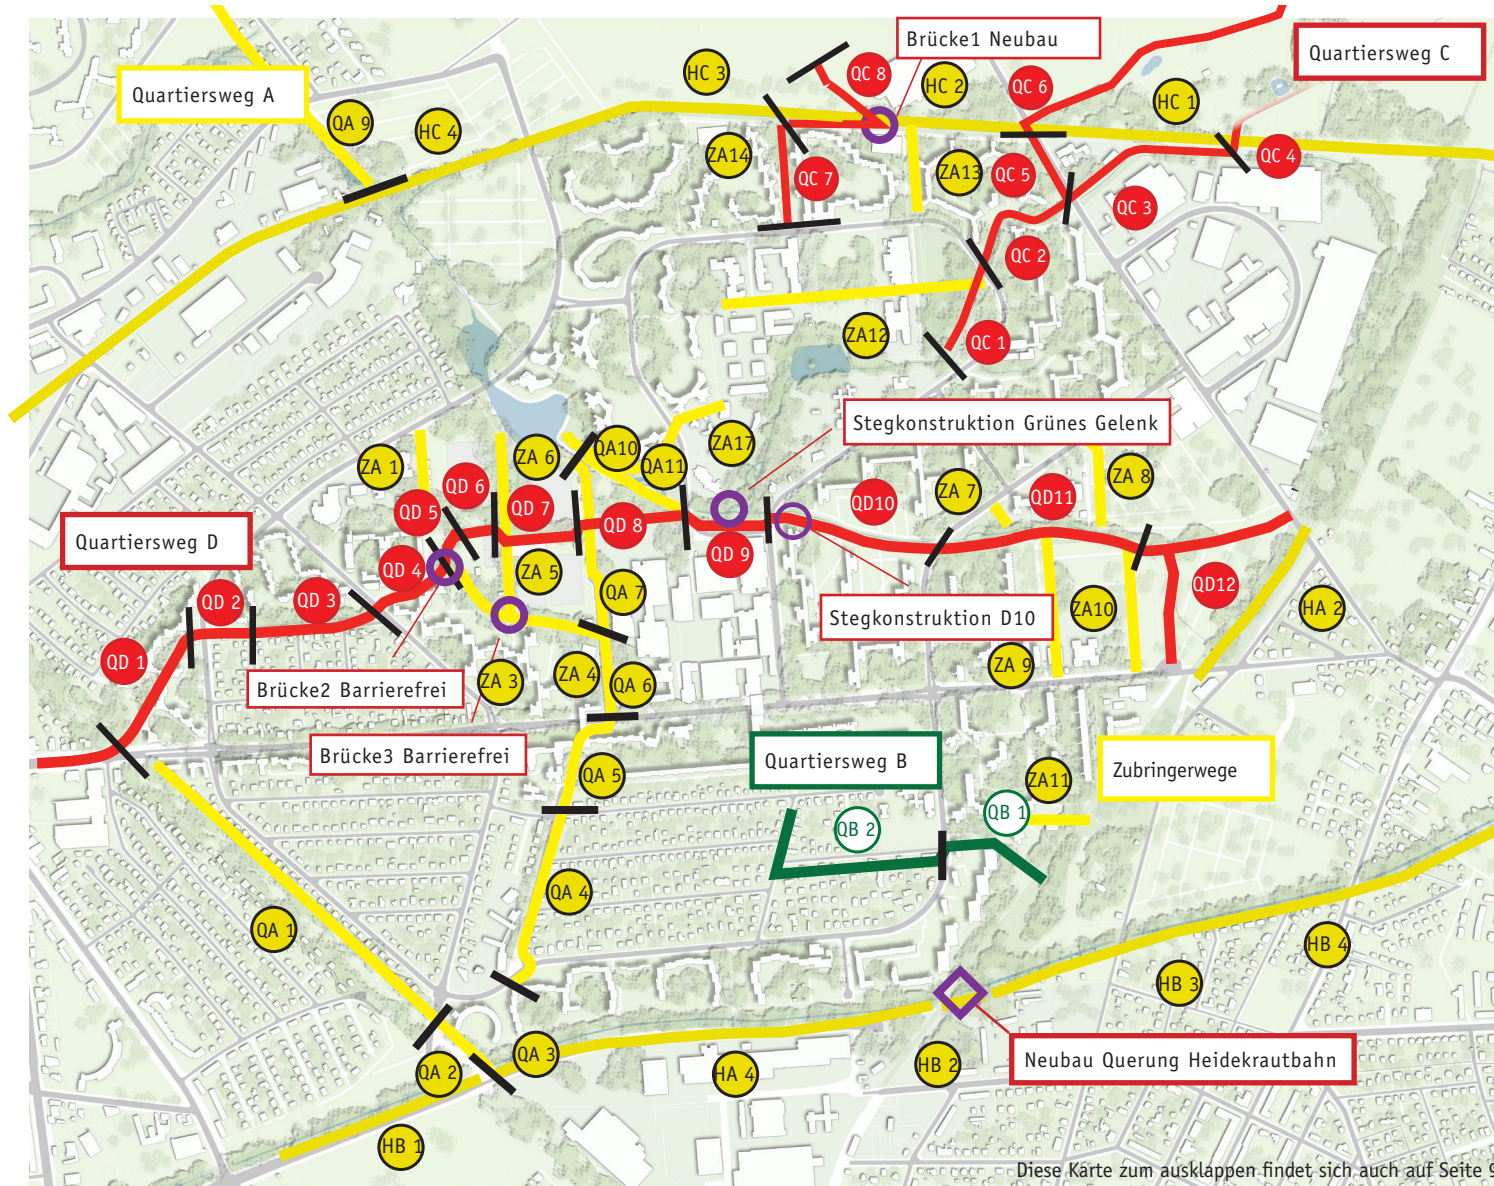 Brücke1 Neubau
Quartiersweg C
Quartiersweg A
HC 3
QC 8
HC 2
QC 6
HC 1
QA 9
HC 4
ZA14
QC 7
ZA13
QC 5
QC 4
QC 3
QC 2
ZA12
QC 1
Stegkonstruktion Grünes Gelenk
ZA 1
QD 6
ZA 6
QA10
QA11
ZA17
QD 5
QD 7
QD 8
QD10
ZA 7
QD11
ZA 8
Quartiersweg D
QD 4
ZA 5
QD 9
QD 2
QD 3
QA 7
Stegkonstruktion D10
ZA10
QD12
HA 2
QD 1
Brücke2 Barrierefrei
ZA 3
ZA 4
QA 6
ZA 9
Brücke3 Barrierefrei
QA 5
Quartiersweg B
Zubringerwege
ZA11
QB 1
QB 2
QA 4
QA 1
HB 4
HB 3
QA 3
QA 2
HA 4
HB 2
Neubau Querung Heidekrautbahn
HB 1
Diese Karte zum ausklappen findet sich auch auf Seite 9